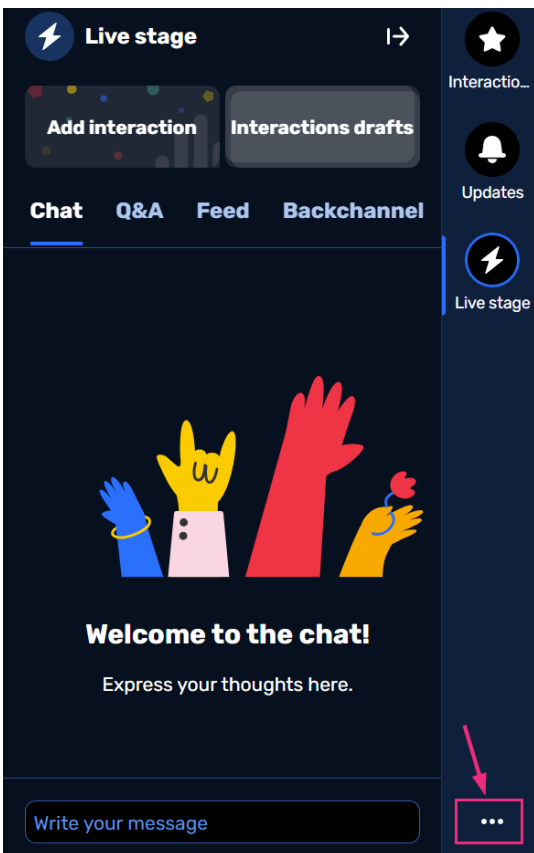 Live stage
Interactio...
Add interaction
Interactions drafts
Updates
Chat Q&A Feed Backchannel
Live stage
Welcome to the chat!
Express your thoughts here.
Write your message